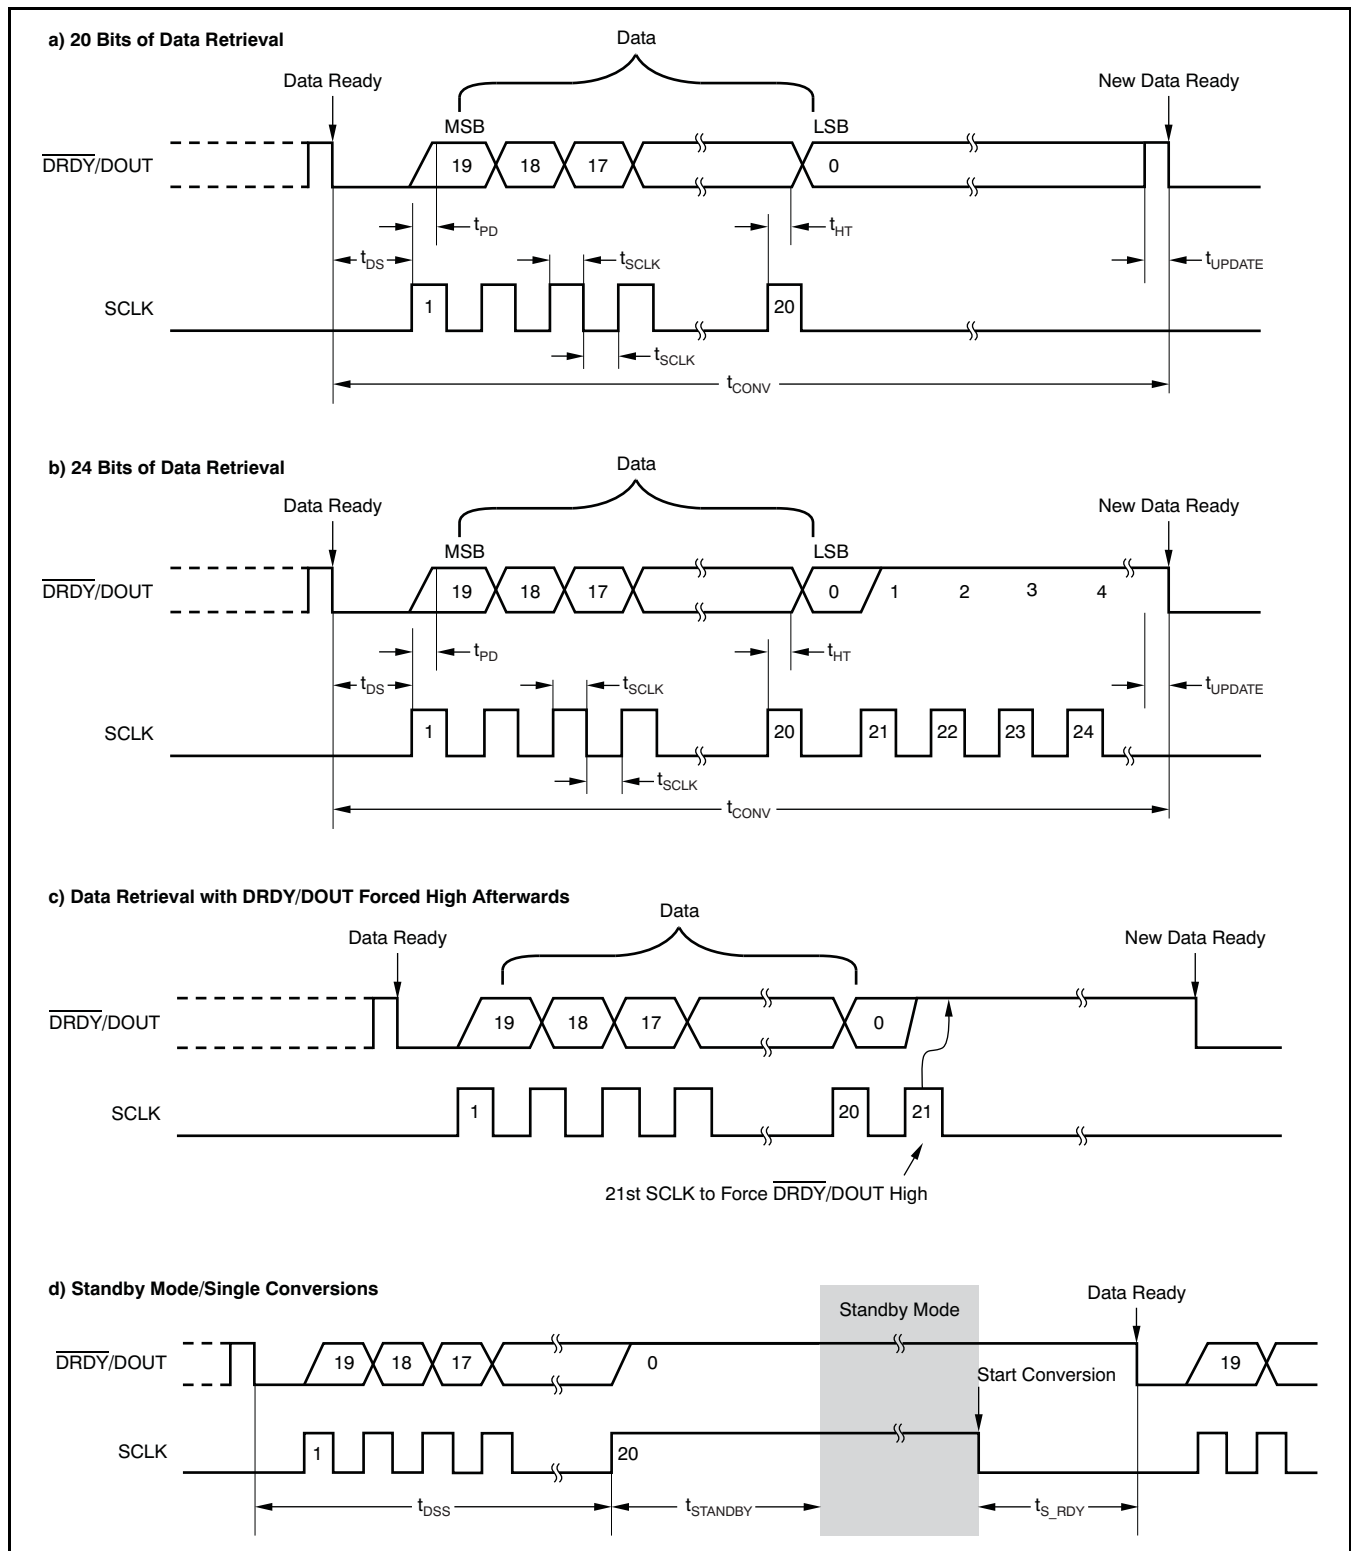 a) 20 Bits of Data Retrieval
Data
Data Ready
New Data Ready
MSB
LSB
DRDY/DOUT
19 18 17 0
tPD
tHT
tDS
tSCLK
tUPDATE
SCLK
1 20
tSCLK
tCONV
b) 24 Bits of Data Retrieval
Data
Data Ready
New Data Ready
MSB
LSB
DRDY/DOUT
19 18 17 0 1 2 3 4
tPD
tHT
tDS
tSCLK
tUPDATE
SCLK
1 20 21 22 23 24
tSCLK
tCONV
c) Data Retrieval with DRDY/DOUT Forced High Afterwards
Data
Data Ready
New Data Ready
DRDY/DOUT
19 18 17 0
SCLK
1 20 21
21st SCLK to Force DRDY/DOUT High
d) Standby Mode/Single Conversions
Data Ready
Standby Mode
DRDY/DOUT
19 18 17 0 19
Start Conversion
SCLK
1 20
tDSS
tSTANDBY
tS_RDY